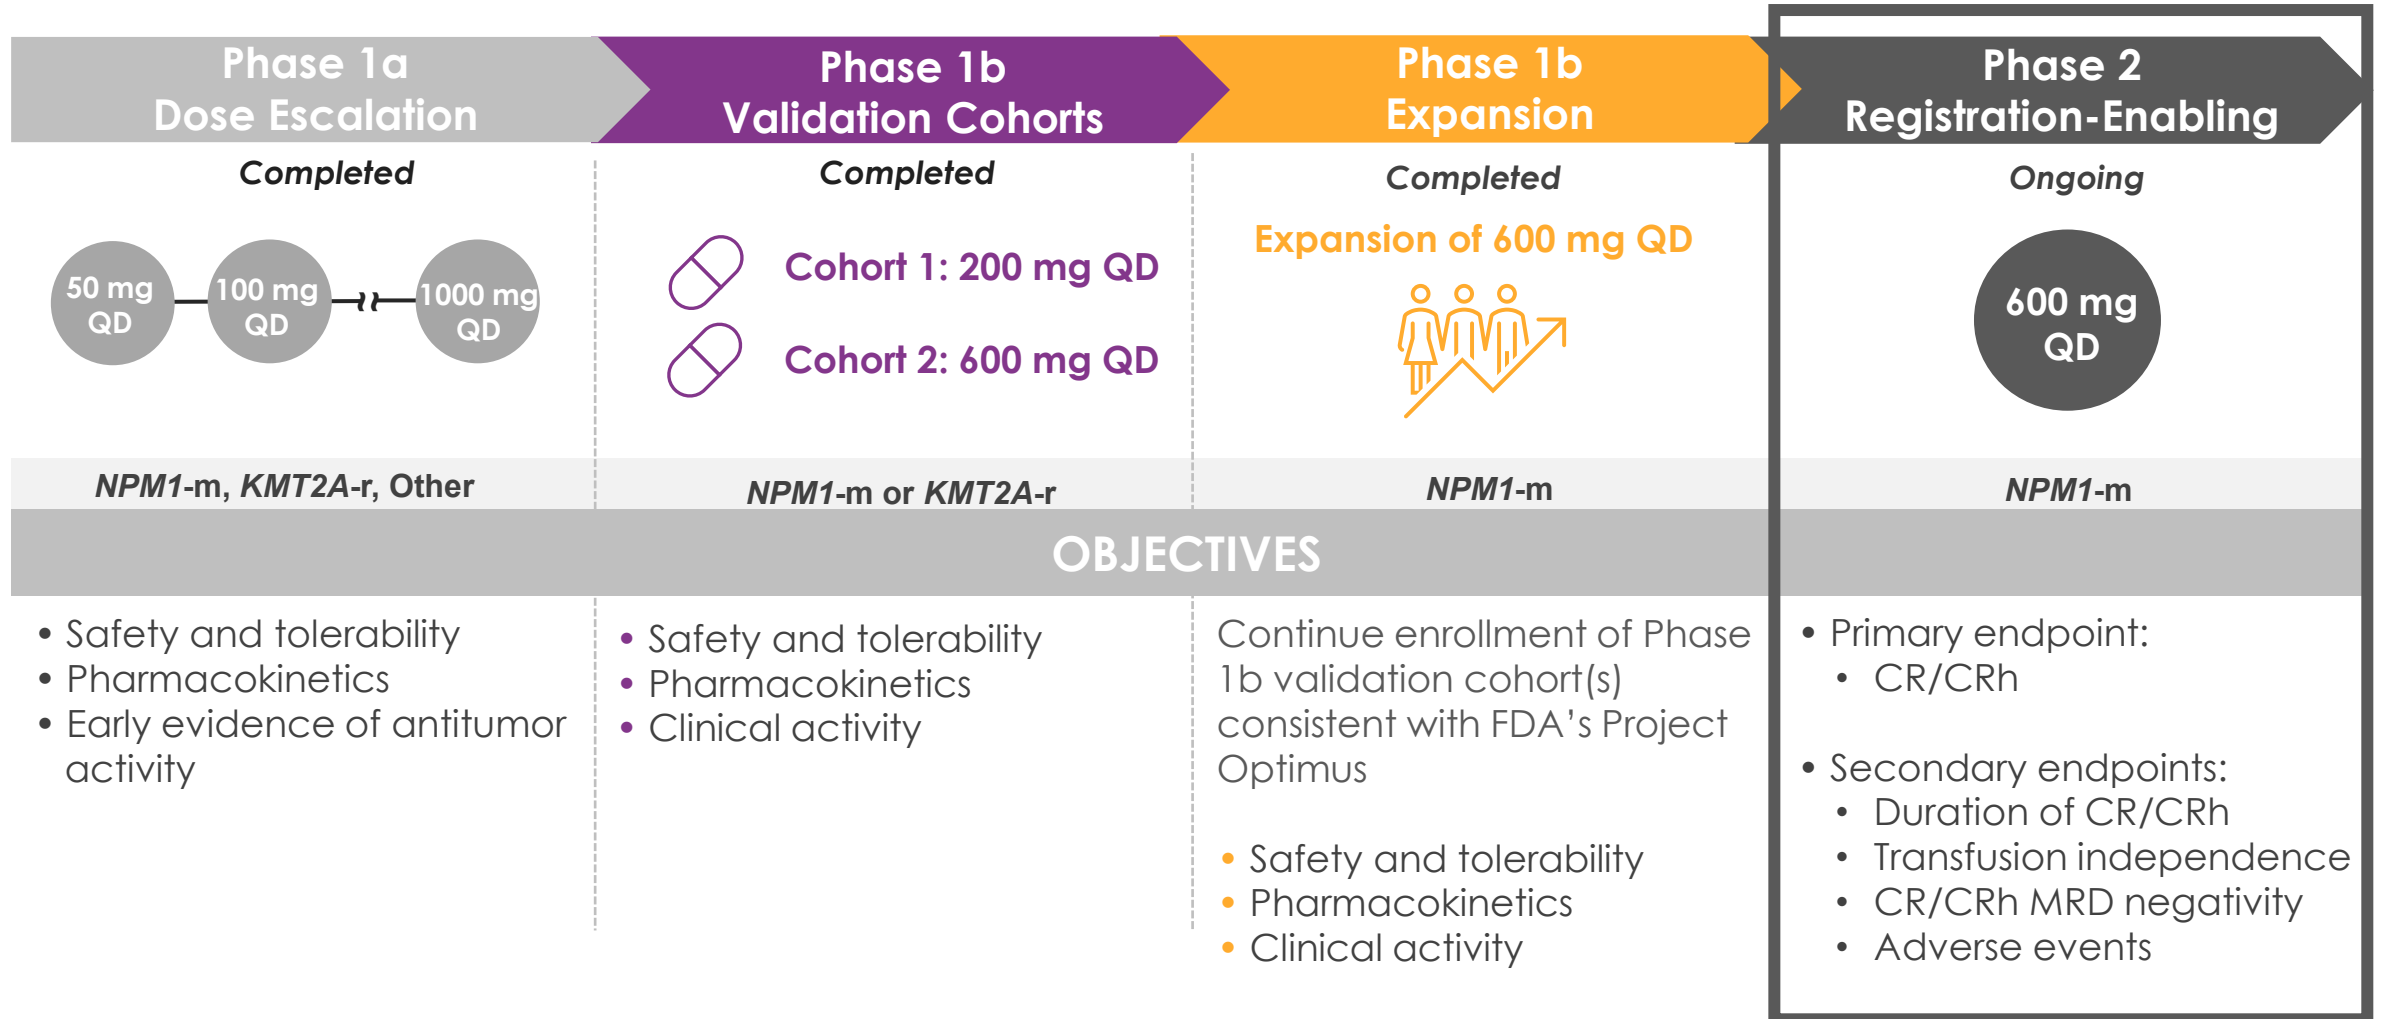 Phase 1a
Dose Escalation
Phase 1b
Validation Cohorts
Phase 1b
Expansion
Phase 2
Registration-Enabling
Completed
Completed
Completed
Ongoing
50 mg
QD
100 mg
QD
1000 mg
QD
Cohort 1: 200 mg QD
Cohort 2: 600 mg QD
Expansion of 600 mg QD
600 mg
QD
NPM1-m, KMT2A-r, Other
NPM1-m or KMT2A-r
NPM1-m
NPM1-m
OBJECTIVES
• Safety and tolerability
• Pharmacokinetics
• Early evidence of antitumor
activity
• Safety and tolerability
• Pharmacokinetics
• Clinical activity
Continue enrollment of Phase
1b validation cohort(s)
consistent with FDA’s Project
Optimus
• Safety and tolerability
• Pharmacokinetics
• Clinical activity
• Primary endpoint:
• CR/CRh
• Secondary endpoints:
• Duration of CR/CRh
• Transfusion independence
• CR/CRh MRD negativity
• Adverse events